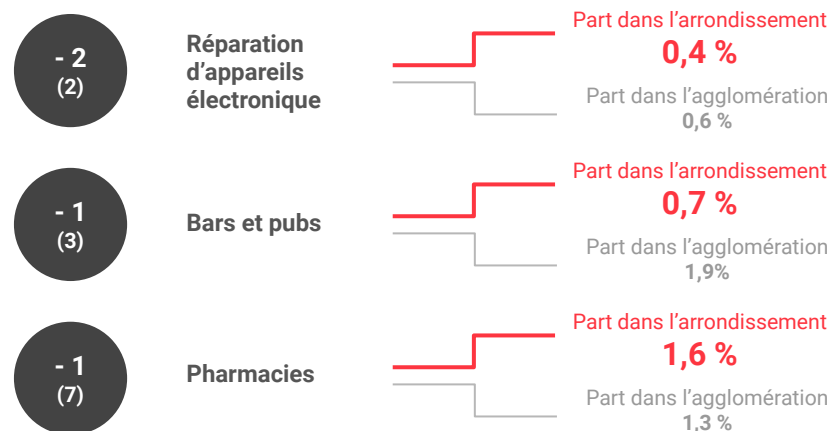 - 2
(2)
Réparation
d’appareils
électronique
Part dans l’arrondissement
0,4 %
Part dans l’agglomération
0,6 %
- 1
(3)
Bars et pubs
Part dans l’arrondissement
0,7 %
Part dans l’agglomération
1,9%
- 1
(7)
Pharmacies
Part dans l’arrondissement
1,6 %
Part dans l’agglomération
1,3 %